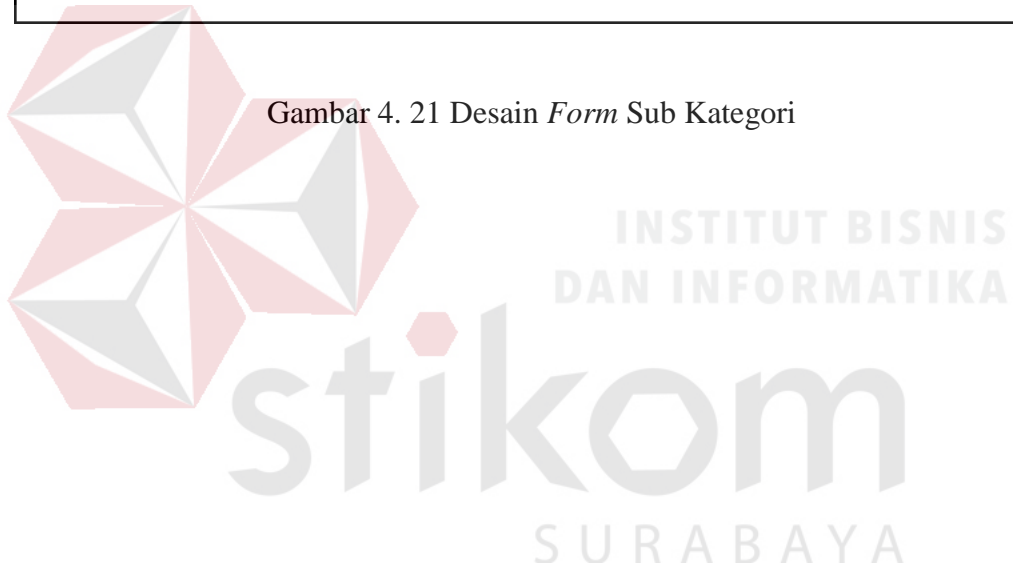 Gambar 4. 21 Desain Form Sub Kategori
INSTITUT BISNIS
DAN INFORMATIKA
stikom
SURABAYA